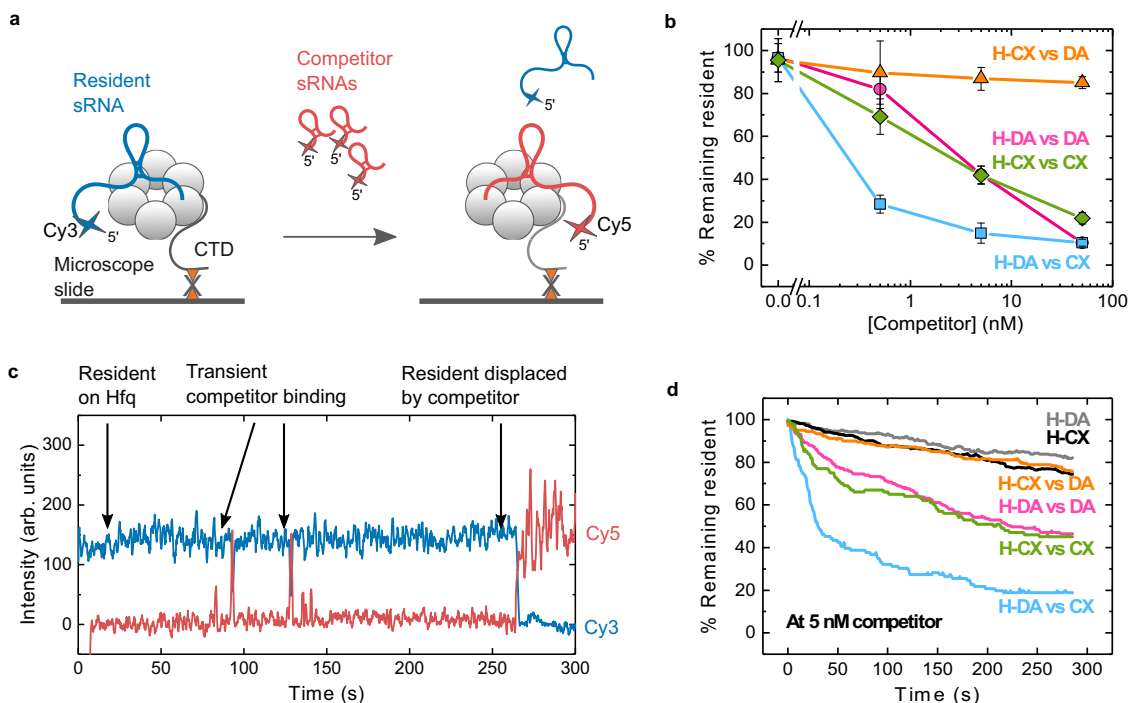 a
Resident
sRNA
Competitor
sRNAs
5'
5'
5'
5'
Cy3
5'
Cy5
5'
CTD
Microscope
slide
b
% Remaining resident
100
80
60
40
20
0
H-CX vs DA
H-DA vs DA
H-CX vs CX
H-DA vs CX
0.0 0.1 1 10 100
[Competitor] (nM)
c
Resident
on Hfq
Transient
competitor binding
Resident displaced
by competitor
Intensity (arb. units)
300
200
100
0
Cy5
Cy3
0 50 100 150 200 250 300
Time (s)
d
% Remaining resident
100
80
60
40
20
0
H-DA
H-CX
H-CX vs DA
H-DA vs DA
H-CX vs CX
H-DA vs CX
At 5 nM competitor
0 50 100 150 200 250 300
Time (s)